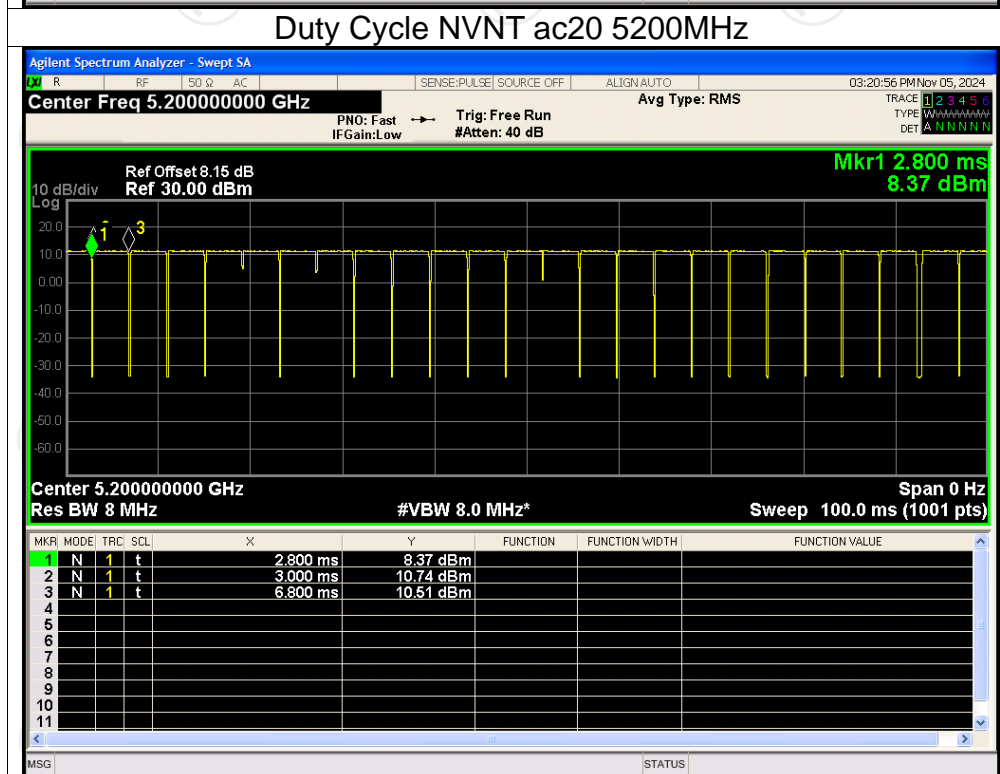 Duty Cycle NVNT ac20 5200MHz
Agilent Spectrum Analyzer - Swept SA
LXI R RF 50 Ω AC SENSE:PULSE SOURCE OFF ALIGN AUTO 03:20:56 PM Nov 05, 2024
Center Freq 5.200000000 GHz
PNO: Fast
IFGain:Low
Trig: Free Run
#Atten: 40 dB
Avg Type: RMS
TRACE 1 2 3 4 5 6
TYPE W
DET A N N N N N
Mkr1 2.800 ms
8.37 dBm
Ref Offset 8.15 dB
10 dB/div Ref 30.00 dBm
Log
20.0
10.0
0.00
-10.0
-20.0
-30.0
-40.0
-50.0
-60.0
1
3
Center 5.200000000 GHz Span 0 Hz
Res BW 8 MHz #VBW 8.0 MHz* Sweep 100.0 ms (1001 pts)
MKR MODE TRC SCL X Y FUNCTION FUNCTION WIDTH FUNCTION VALUE
1 N 1 t 2.800 ms 8.37 dBm
2 N 1 t 3.000 ms 10.74 dBm
3 N 1 t 6.800 ms 10.51 dBm
4
5
6
7
8
9
10
11
MSG STATUS